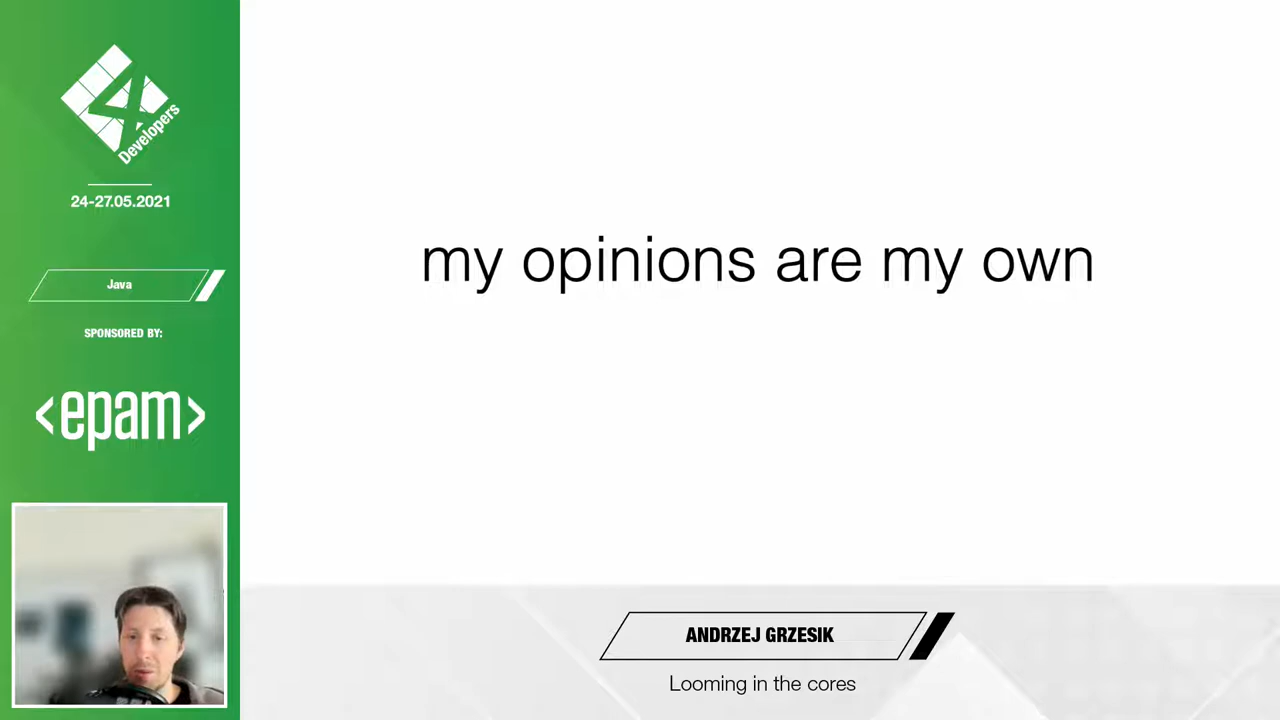 4
Developers
24-27.05.2021
Java
SPONSORED BY:
<epam>
my opinions are my own
ANDRZEJ GRZESIK
Looming in the cores